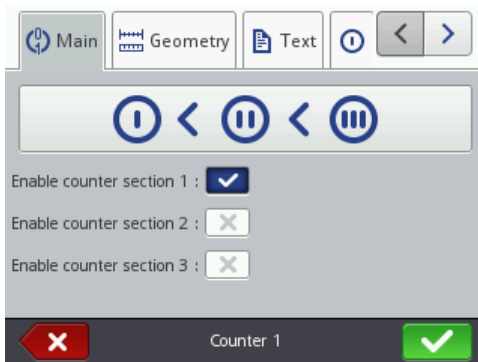 Main Geometry Text
Enable counter section 1 :
Enable counter section 2 :
Enable counter section 3 :
Counter 1